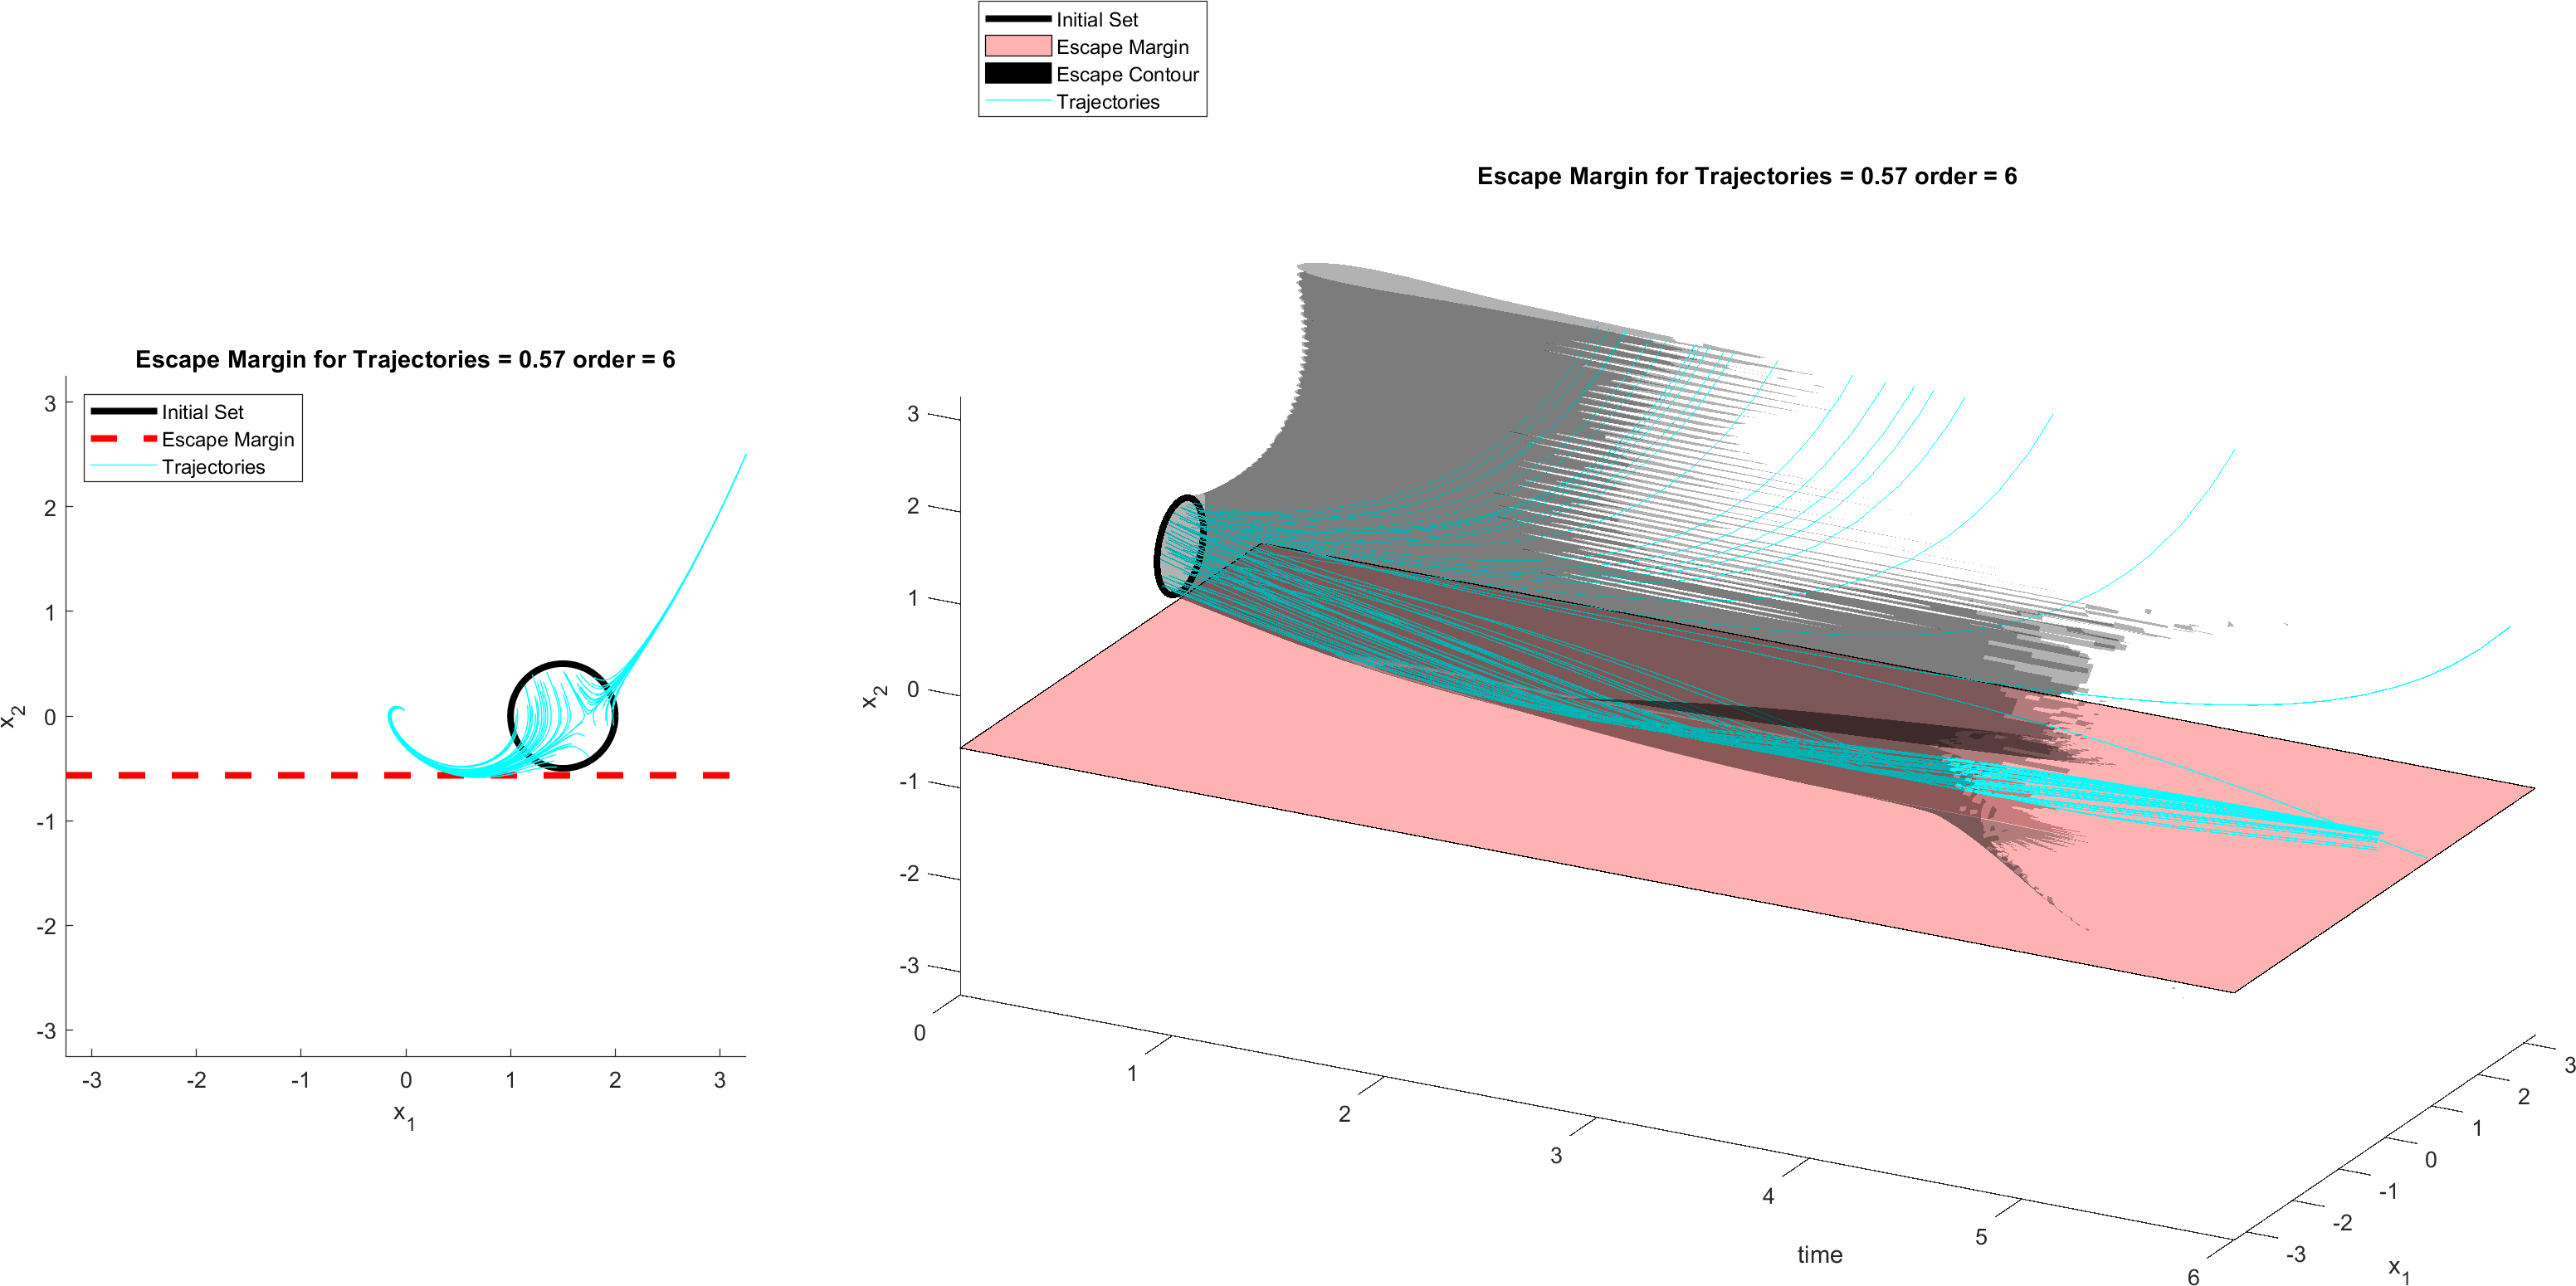 Initial Set
Escape Margin
Escape Contour
Trajectories
Escape Margin for Trajectories = 0.57 order = 6
Escape Margin for Trajectories = 0.57 order = 6
Initial Set
Escape Margin
Trajectories
3
2
1
0
-1
-2
-3
x2
-3
-2
-1
0
1
2
3
x1
3
2
1
0
-1
-2
-3
x2
0
1
2
3
4
5
6
time
3
2
1
0
-1
-2
-3
x1